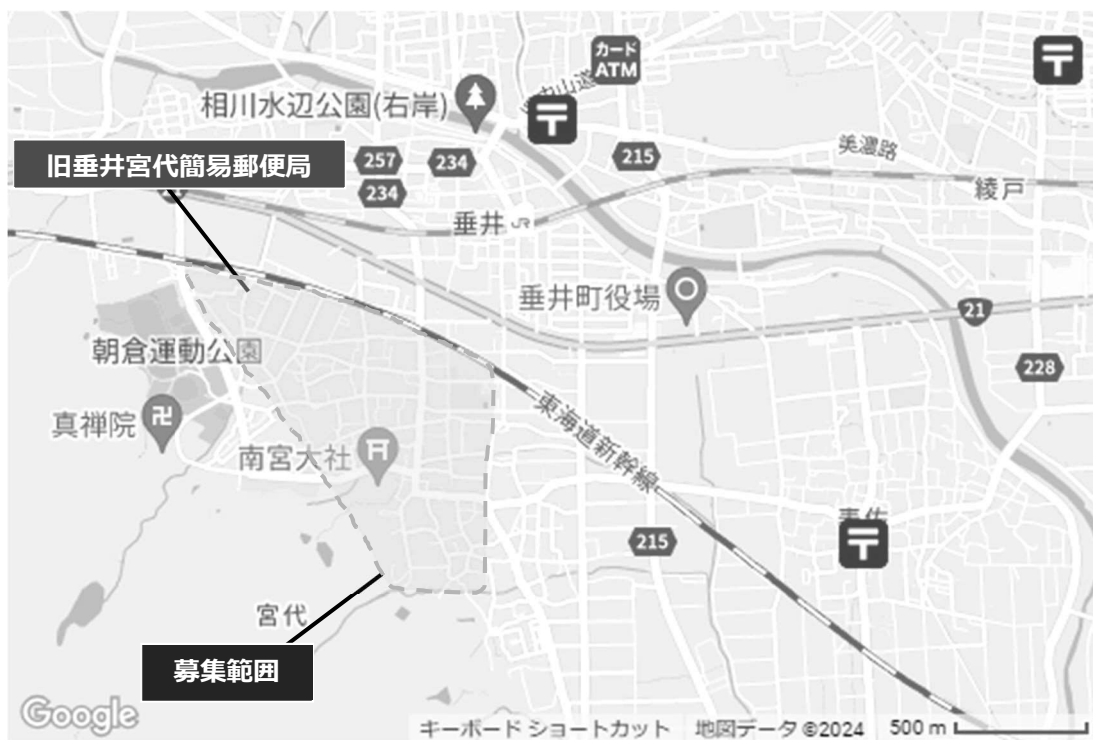 カード
ATM
相川水辺公園(右岸)
旧垂井宮代簡易郵便局
257
234
215
美濃路
234
綾戸
垂井
JR
垂井町役場
21
朝倉運動公園
228
真禅院
南宮大社
東海道新幹線
215
宮代
募集範囲
Google
キーボード ショートカット
地図データ ©2024
500 m